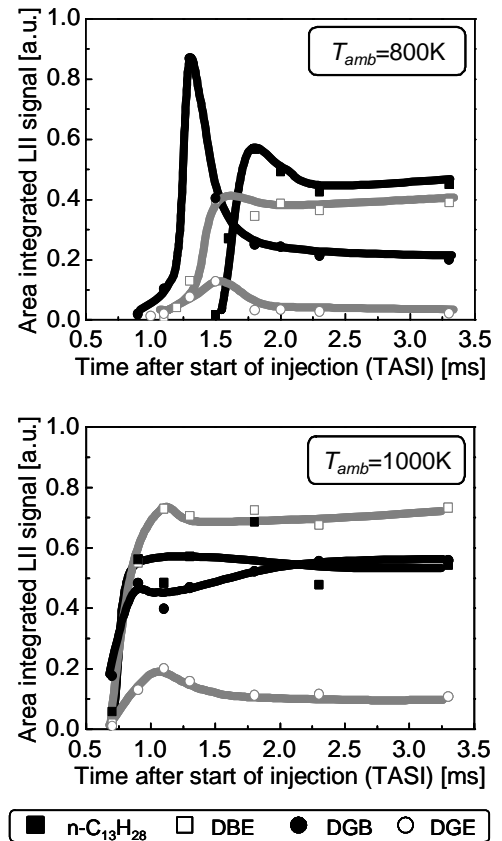 1.0
T_amb=800K
0.8
0.6
0.4
0.2
0.0
Area integrated LII signal [a.u.]
0.5 1.0 1.5 2.0 2.5 3.0 3.5
Time after start of injection (TASI) [ms]
1.0
T_amb=1000K
0.8
0.6
0.4
0.2
0.0
Area integrated LII signal [a.u.]
0.5 1.0 1.5 2.0 2.5 3.0 3.5
Time after start of injection (TASI) [ms]
n-C₁₃H₂₈ DBE DGB DGE